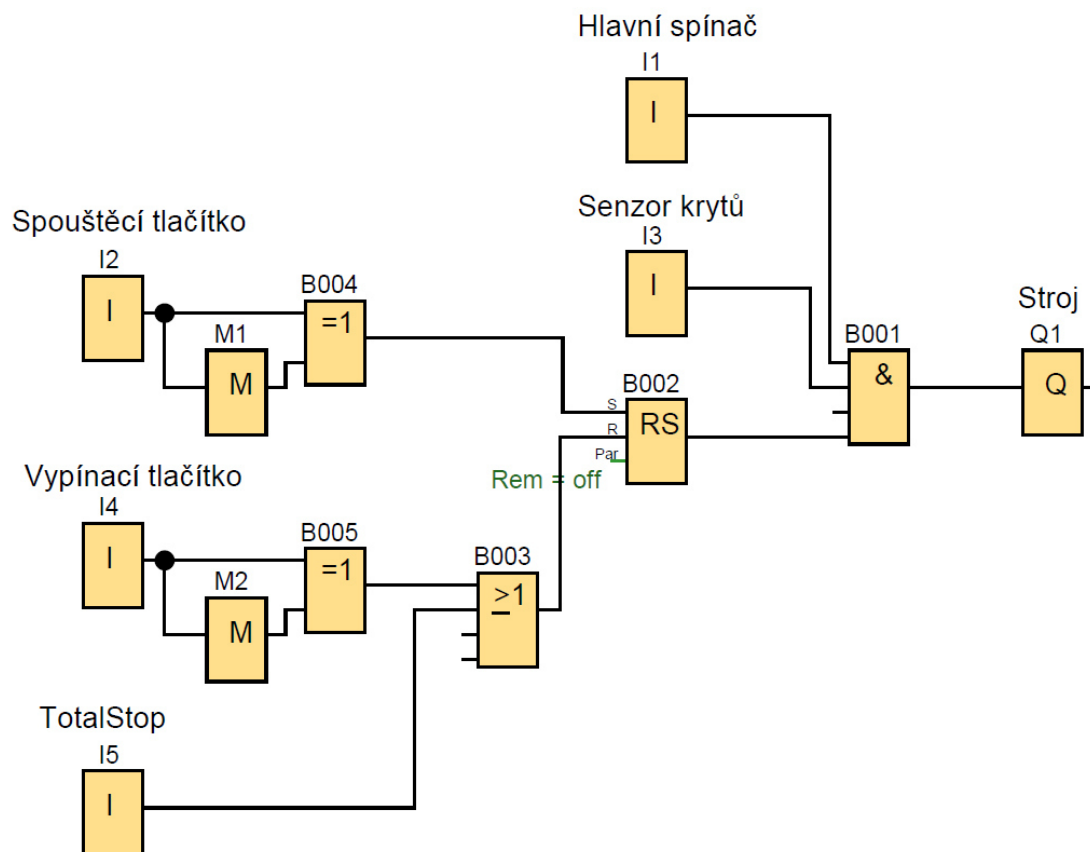 Hlavní spínač
I1
I
Spouštěcí tlačítko
I2
I
Senzor krytů
I3
I
B004
=1
M1
M
B002
S
R
Par
RS
Rem = off
B001
&
Stroj
Q1
Q
Vypínací tlačítko
I4
I
B005
=1
M2
M
B003
≥1
TotalStop
I5
I